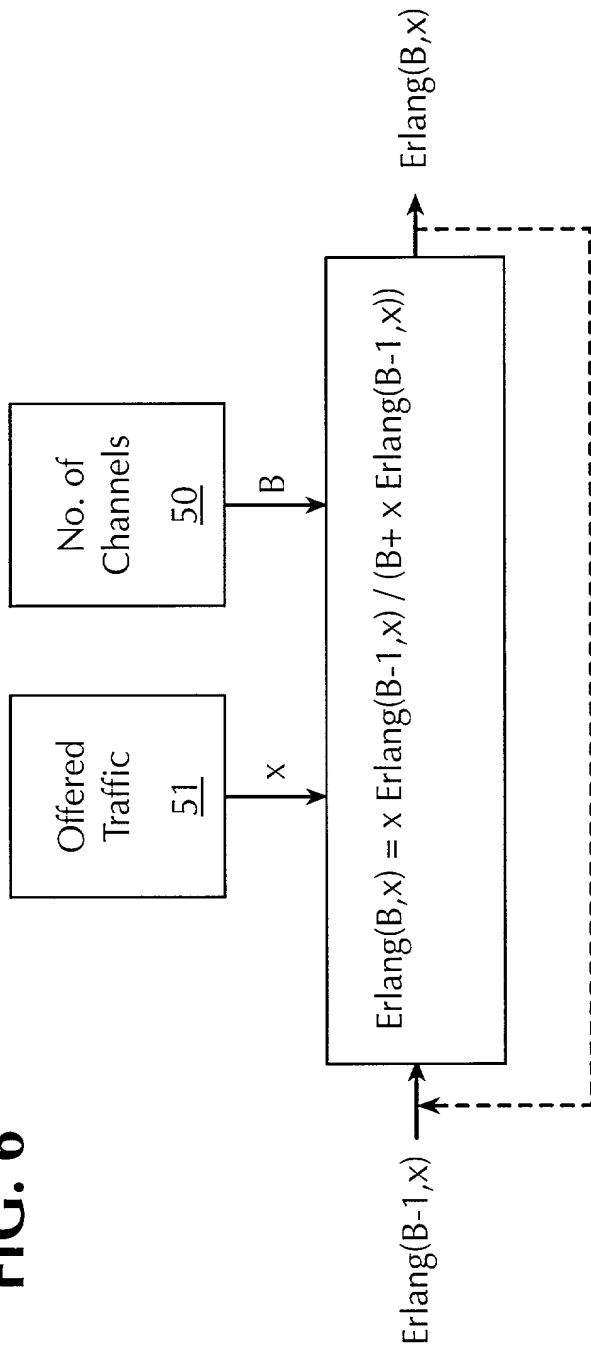 FIG. 6
Offered
Traffic
51
No. of
Channels
50
x
B
Erlang(B-1,x)
Erlang(B,x) = x Erlang(B-1,x) / (B+ x Erlang(B-1,x))
Erlang(B,x)